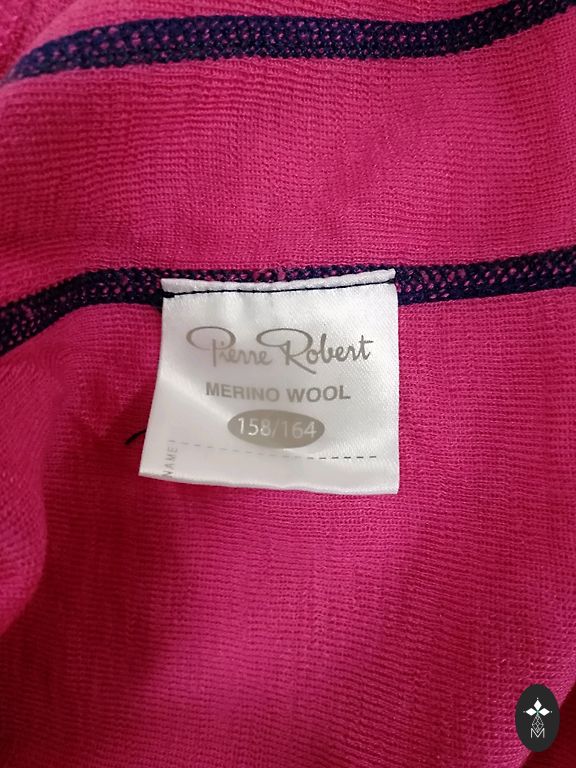 Pierre Robert
MERINO WOOL
158/164
NAME
M